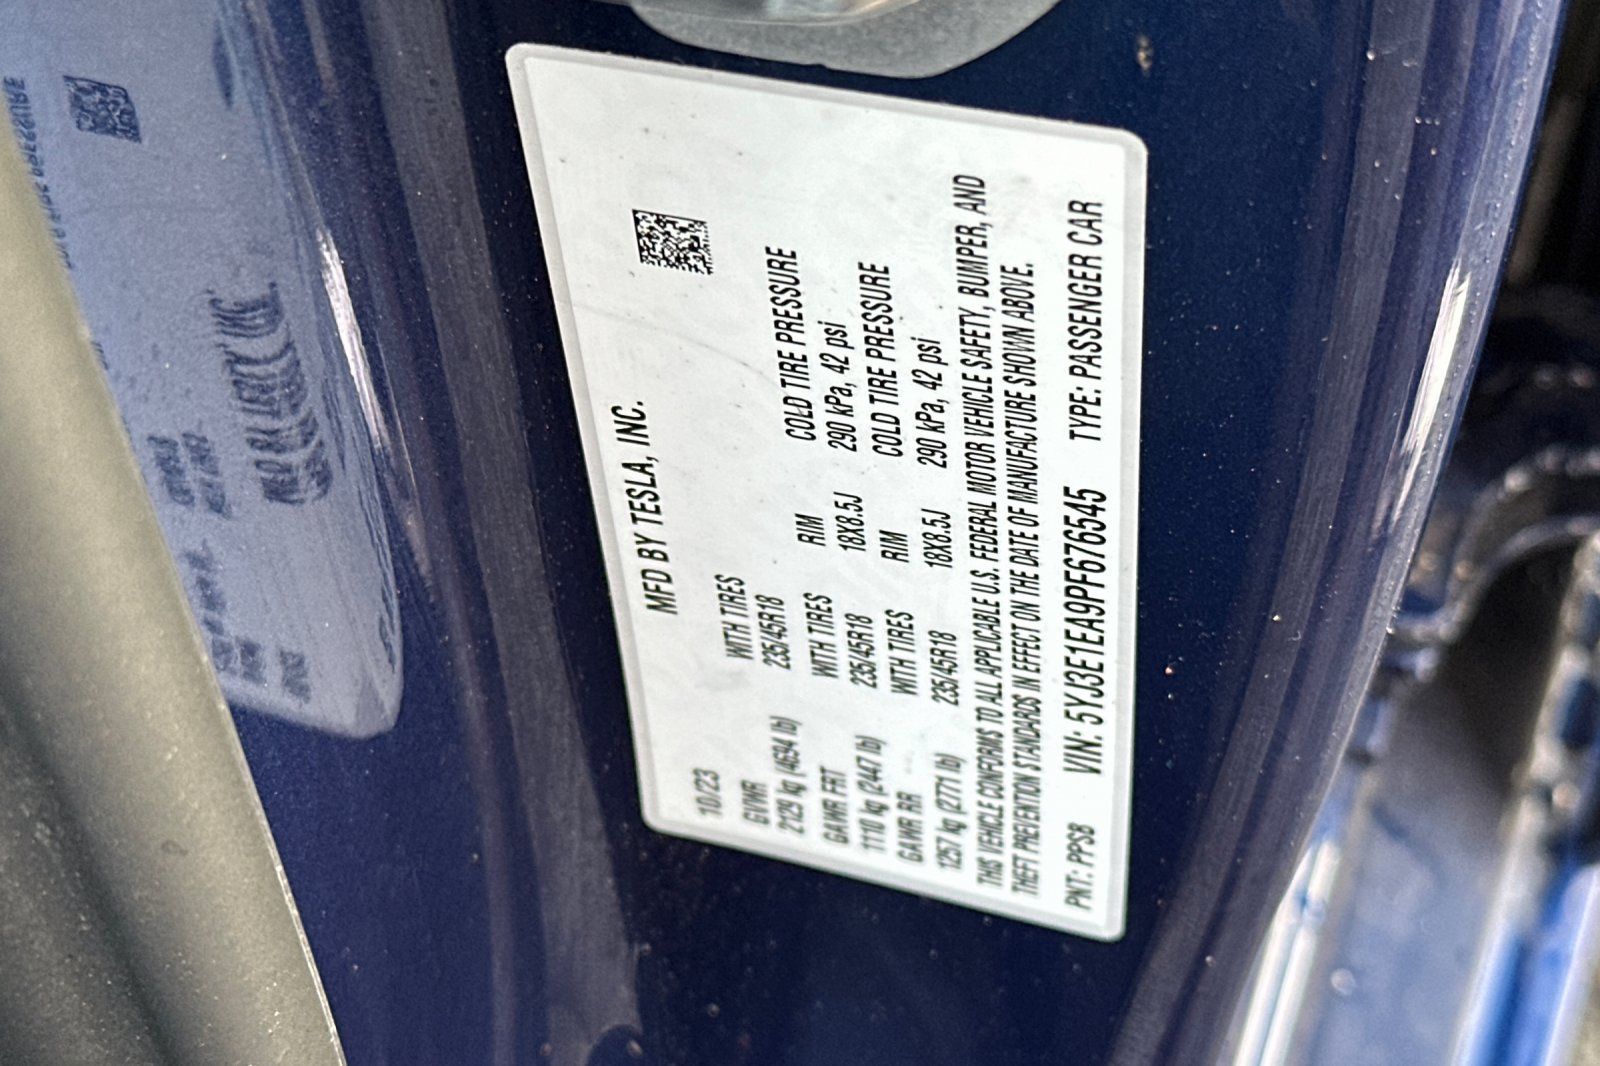 MFD BY TESLA, INC.
10/23
GVWR WITH TIRES RIM COLD TIRE PRESSURE
2129 kg (4694 lb) 235/45R18 18X8.5J 290 kPa, 42 psi
GAWR FRT WITH TIRES RIM COLD TIRE PRESSURE
1110 kg (2447 lb) 235/45R18 18X8.5J 290 kPa, 42 psi
GAWR RR WITH TIRES
1257 kg (2771 lb) 235/45R18
THIS VEHICLE CONFORMS TO ALL APPLICABLE U.S. FEDERAL MOTOR VEHICLE SAFETY, BUMPER, AND
THEFT PREVENTION STANDARDS IN EFFECT ON THE DATE OF MANUFACTURE SHOWN ABOVE.
PNT: PPSB VIN: 5YJ3E1EA9PF676545 TYPE: PASSENGER CAR